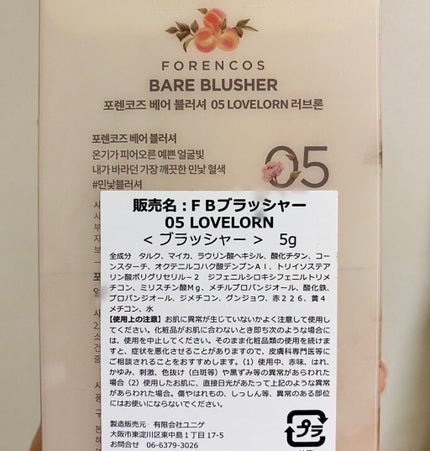 FORENCOS
BARE BLUSHER
포렌코즈 베어 블러셔 05 LOVELORN 러브론
포렌코즈 베어 블러셔
온기가 피어오른 예쁜 얼굴빛
내가 바라던 가장 깨끗한 민낯 혈색
#민낯블러셔
05
販売名：ＦＢブラッシャー
05 LOVELORN
< ブラッシャー > 5g
全成分 タルク、マイカ、ラウリン酸ヘキシル、酸化チタン、コー
ンスターチ、オクテニルコハク酸デンプンＡｌ、トリイソステア
リン酸ポリグリセリル－２ ジフェニルシロキシフェニルトリメ
チコン、ミリスチン酸Mg、メチルプロパンジオール、酸化鉄、
プロパンジオール、ジメチコン、グンジョウ、赤２２６、黄４
メチコン、水
【使用上の注意】お肌に異常が生じていないかよく注意して使用し
てください。化粧品がお肌に合わないとき即ち次のような場合に
は、使用を中止してください。そのまま化粧品類の使用を続けま
すと、症状を悪化させることがありますので、皮膚科専門医等に
ご相談されることをおすすめします。（1）使用中、赤味、はれ、
かゆみ、刺激、色抜け（白斑等）や黒ずみ等の異常があらわれた
場合（2）使用したお肌に、直接日光があたって上記のような異常
があらわれた場合。傷やはれもの、しっしん等、異常のある部位
にはお使いにならないでください。
製造販売元 有限会社ユニゲ
大阪市東淀川区東中島１丁目17-5
お問合せ 06-6379-3026
プラ